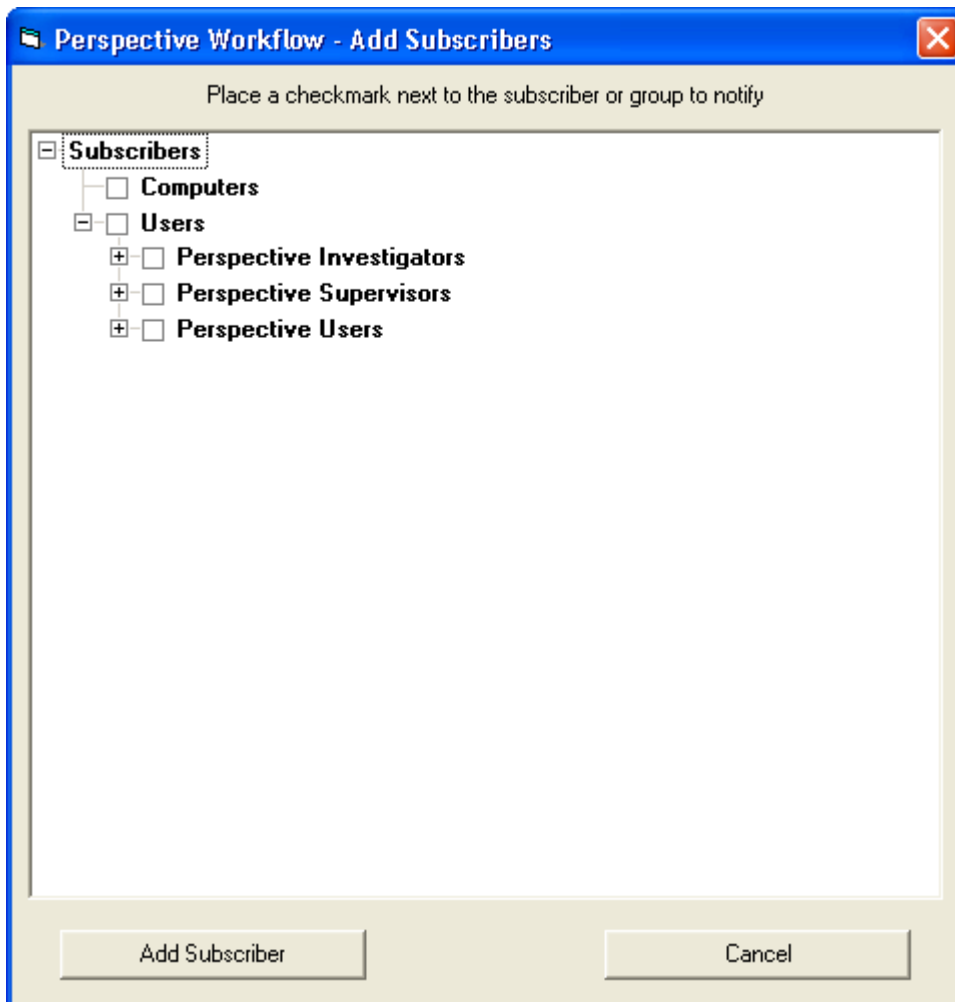 Perspective Workflow - Add Subscribers
Place a checkmark next to the subscriber or group to notify
Subscribers
Computers
Users
Perspective Investigators
Perspective Supervisors
Perspective Users
Add Subscriber
Cancel